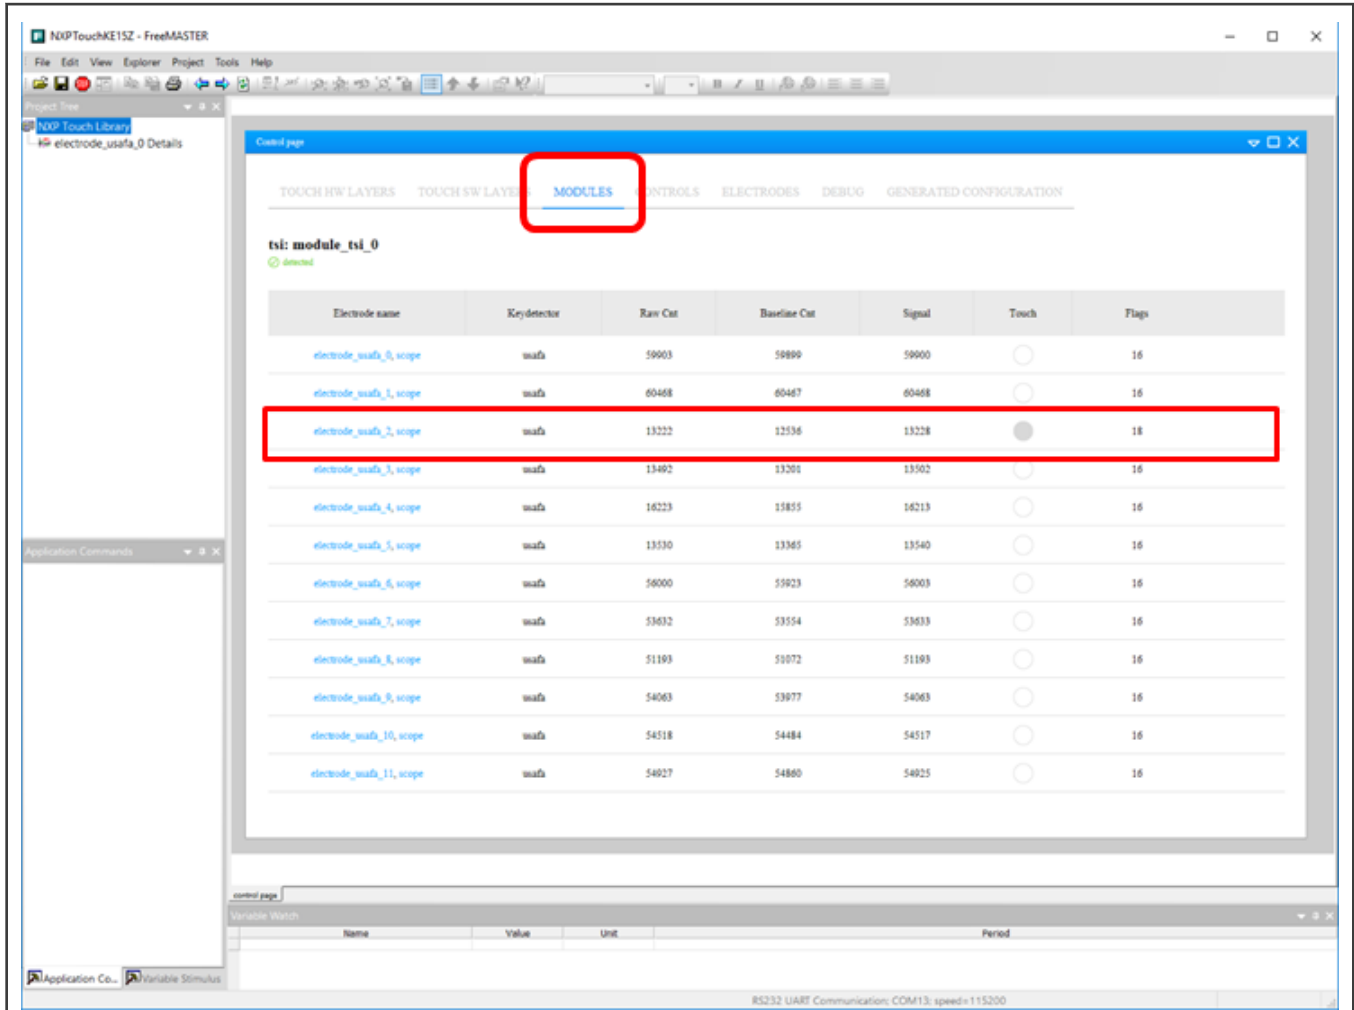 NXPTouchKE15Z - FreeMASTER
File Edit View Explorer Project Tools Help
Project Tree
NXP Touch Library
electrode_usafa_0 Details
Control page
TOUCH HW LAYERS TOUCH SW LAYERS MODULES CONTROLS ELECTRODES DEBUG GENERATED CONFIGURATION
tsi: module_tsi_0
detected
Electrode name Keydetector Raw Cnt Baseline Cnt Signal Touch Flags
electrode_usafa_0, scope usafa 59903 59899 59900 16
electrode_usafa_1, scope usafa 60468 60467 60468 16
electrode_usafa_2, scope usafa 13222 12536 13228 18
electrode_usafa_3, scope usafa 13492 13201 13502 16
electrode_usafa_4, scope usafa 16223 15855 16213 16
electrode_usafa_5, scope usafa 13530 13365 13540 16
electrode_usafa_6, scope usafa 56000 55923 56003 16
electrode_usafa_7, scope usafa 53632 53554 53633 16
electrode_usafa_8, scope usafa 51193 51072 51193 16
electrode_usafa_9, scope usafa 54063 53977 54063 16
electrode_usafa_10, scope usafa 54518 54484 54517 16
electrode_usafa_11, scope usafa 54927 54860 54925 16
Application Commands
control page
Variable Watch
Name Value Unit Period
Application Co... Variable Stimulus
RS232 UART Communication; COM13; speed=115200